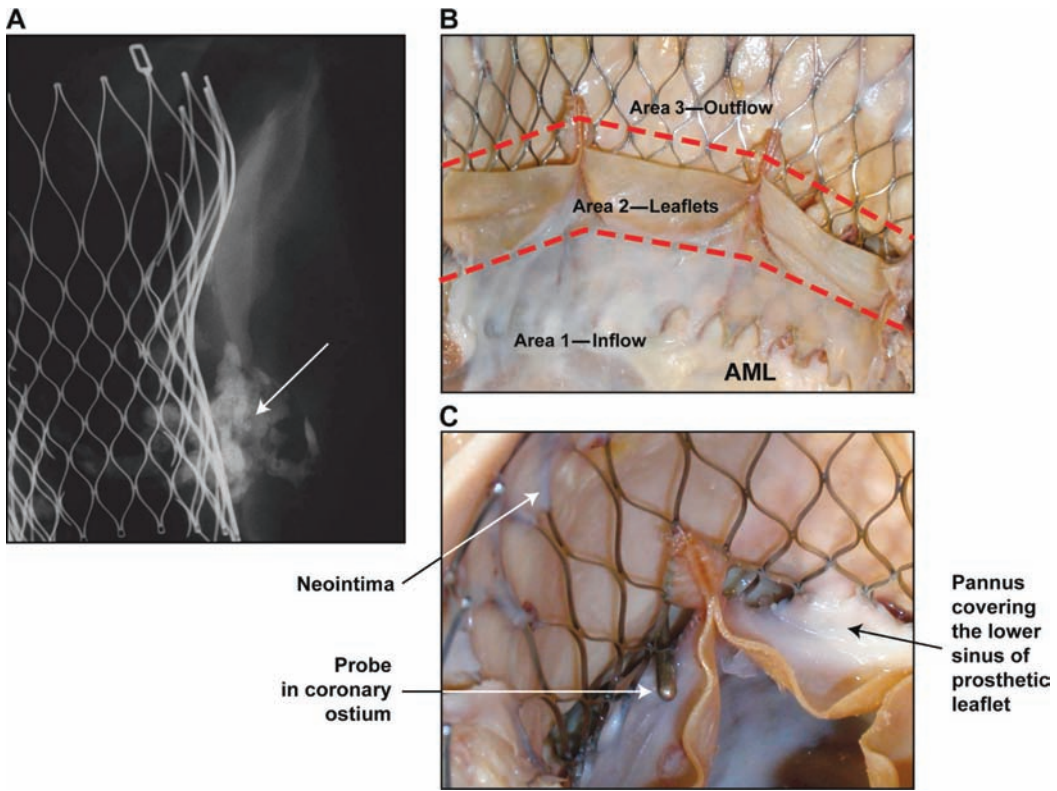 A
B
Area 3—Outflow
Area 2—Leaflets
Area 1—Inflow
AML
C
Neointima
Probe
in coronary
ostium
Pannus
covering
the lower
sinus of
prosthetic
leaflet